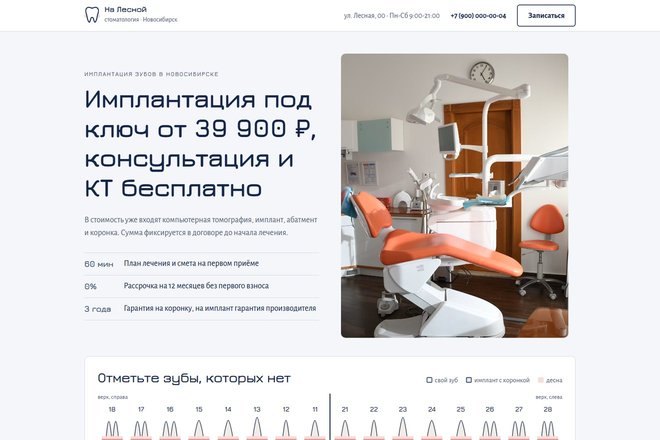 На Лесной
стоматология · Новосибирск
ул. Лесная, 00 · Пн-Сб 9:00-21:00
+7 (900) 000-00-04
Записаться
ИМПЛАНТАЦИЯ ЗУБОВ В НОВОСИБИРСКЕ
Имплантация под
ключ от 39 900 ₽,
консультация и
КТ бесплатно
В стоимость уже входят компьютерная томография, имплант, абатмент
и коронка. Сумма фиксируется в договоре до начала лечения.
60 мин План лечения и смета на первом приёме
0% Рассрочка на 12 месяцев без первого взноса
3 года Гарантия на коронку, на имплант гарантия производителя
Отметьте зубы, которых нет
свой зуб имплант с коронкой десна
верх, справа верх, слева
18 17 16 15 14 13 12 11 21 22 23 24 25 26 27 28